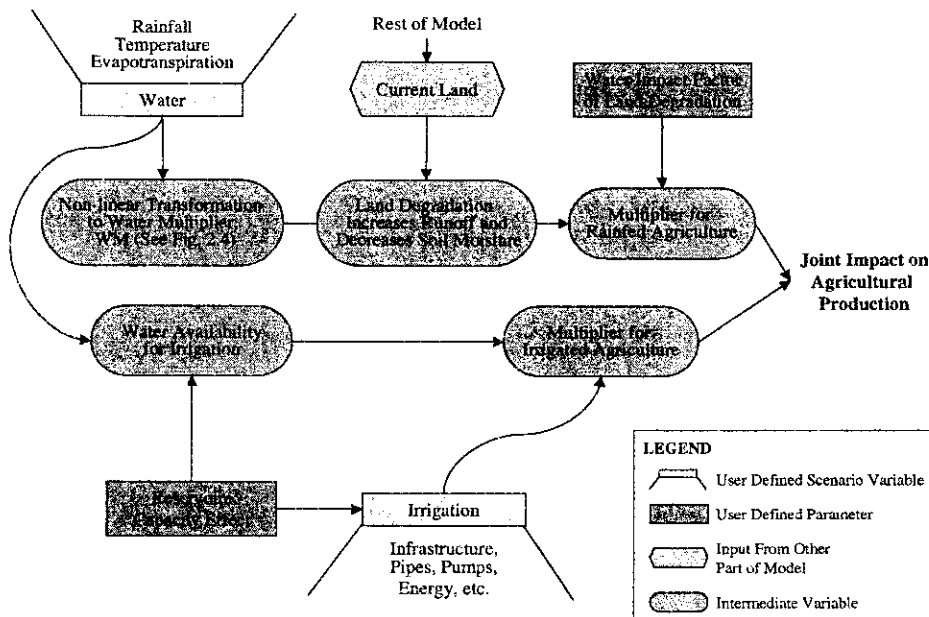 Rainfall
Temperature
Evapotranspiration
Water
Rest of Model
Current Land
Water Impact Factor
of Land Degradation
Non-linear Transformation
to Water Multiplier
WM (See Fig. 2.4)
Land Degradation
Increases Runoff and
Decreases Soil Moisture
Multiplier for
Rainfed Agriculture
Joint Impact on
Agricultural
Production
Water Availability
for Irrigation
Multiplier for
Irrigated Agriculture
Reservoir
Capacity Effect
Irrigation
Infrastructure,
Pipes, Pumps,
Energy, etc.
LEGEND
User Defined Scenario Variable
User Defined Parameter
Input From Other
Part of Model
Intermediate Variable